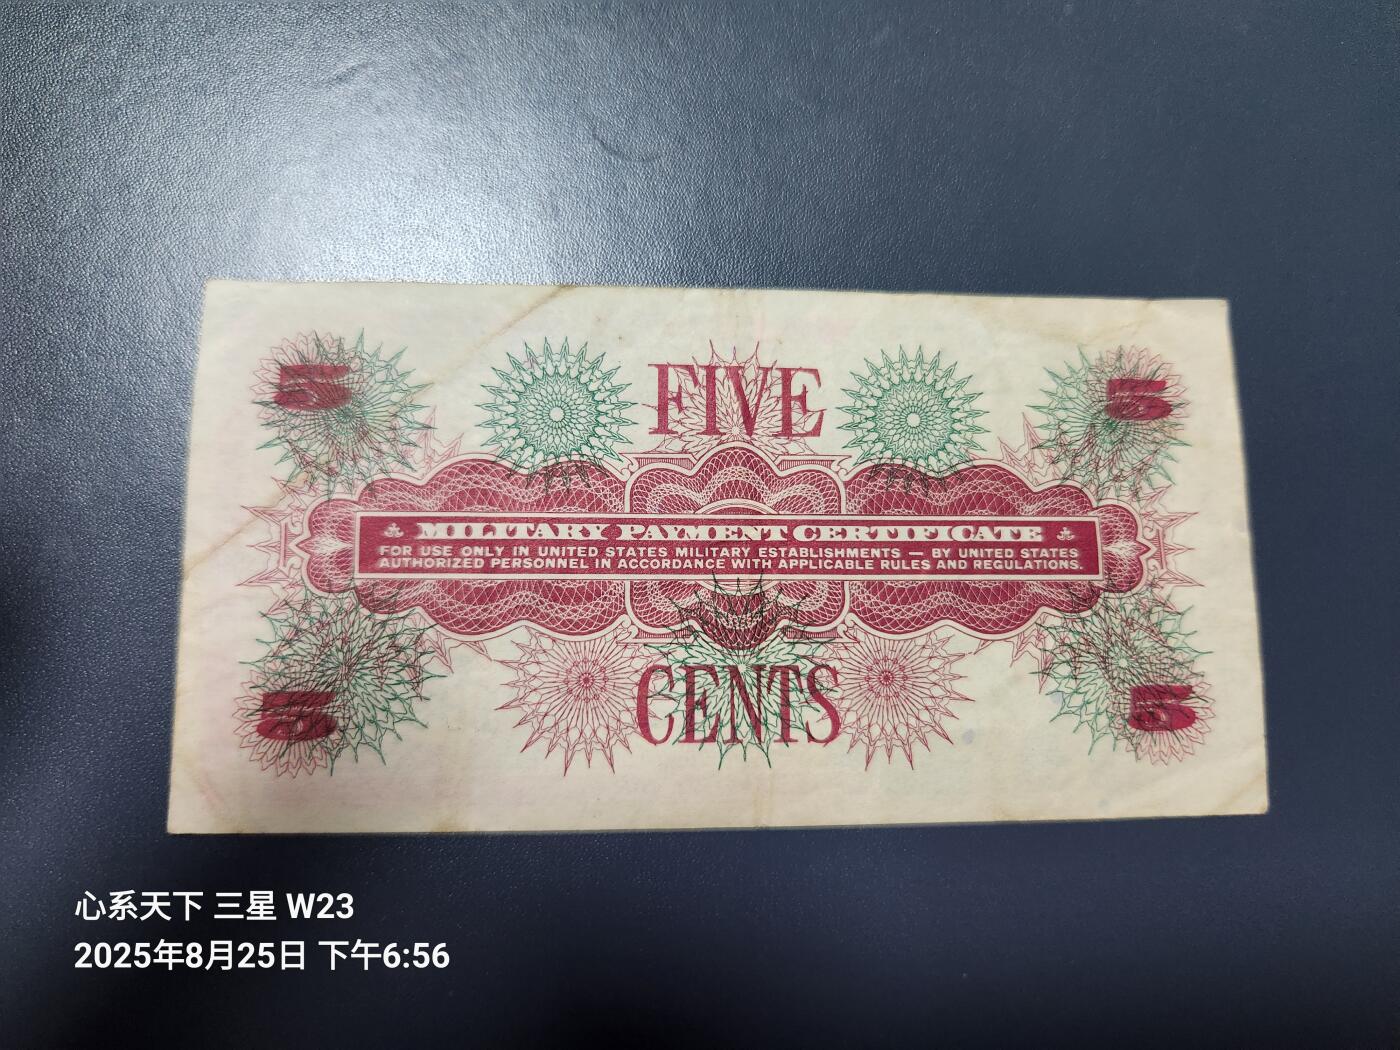 5 FIVE 5
MILITARY PAYMENT CERTIFICATE
FOR USE ONLY IN UNITED STATES MILITARY ESTABLISHMENTS — BY UNITED STATES
AUTHORIZED PERSONNEL IN ACCORDANCE WITH APPLICABLE RULES AND REGULATIONS.
5 CENTS 5
心系天下 三星 W23
2025年8月25日 下午6:56